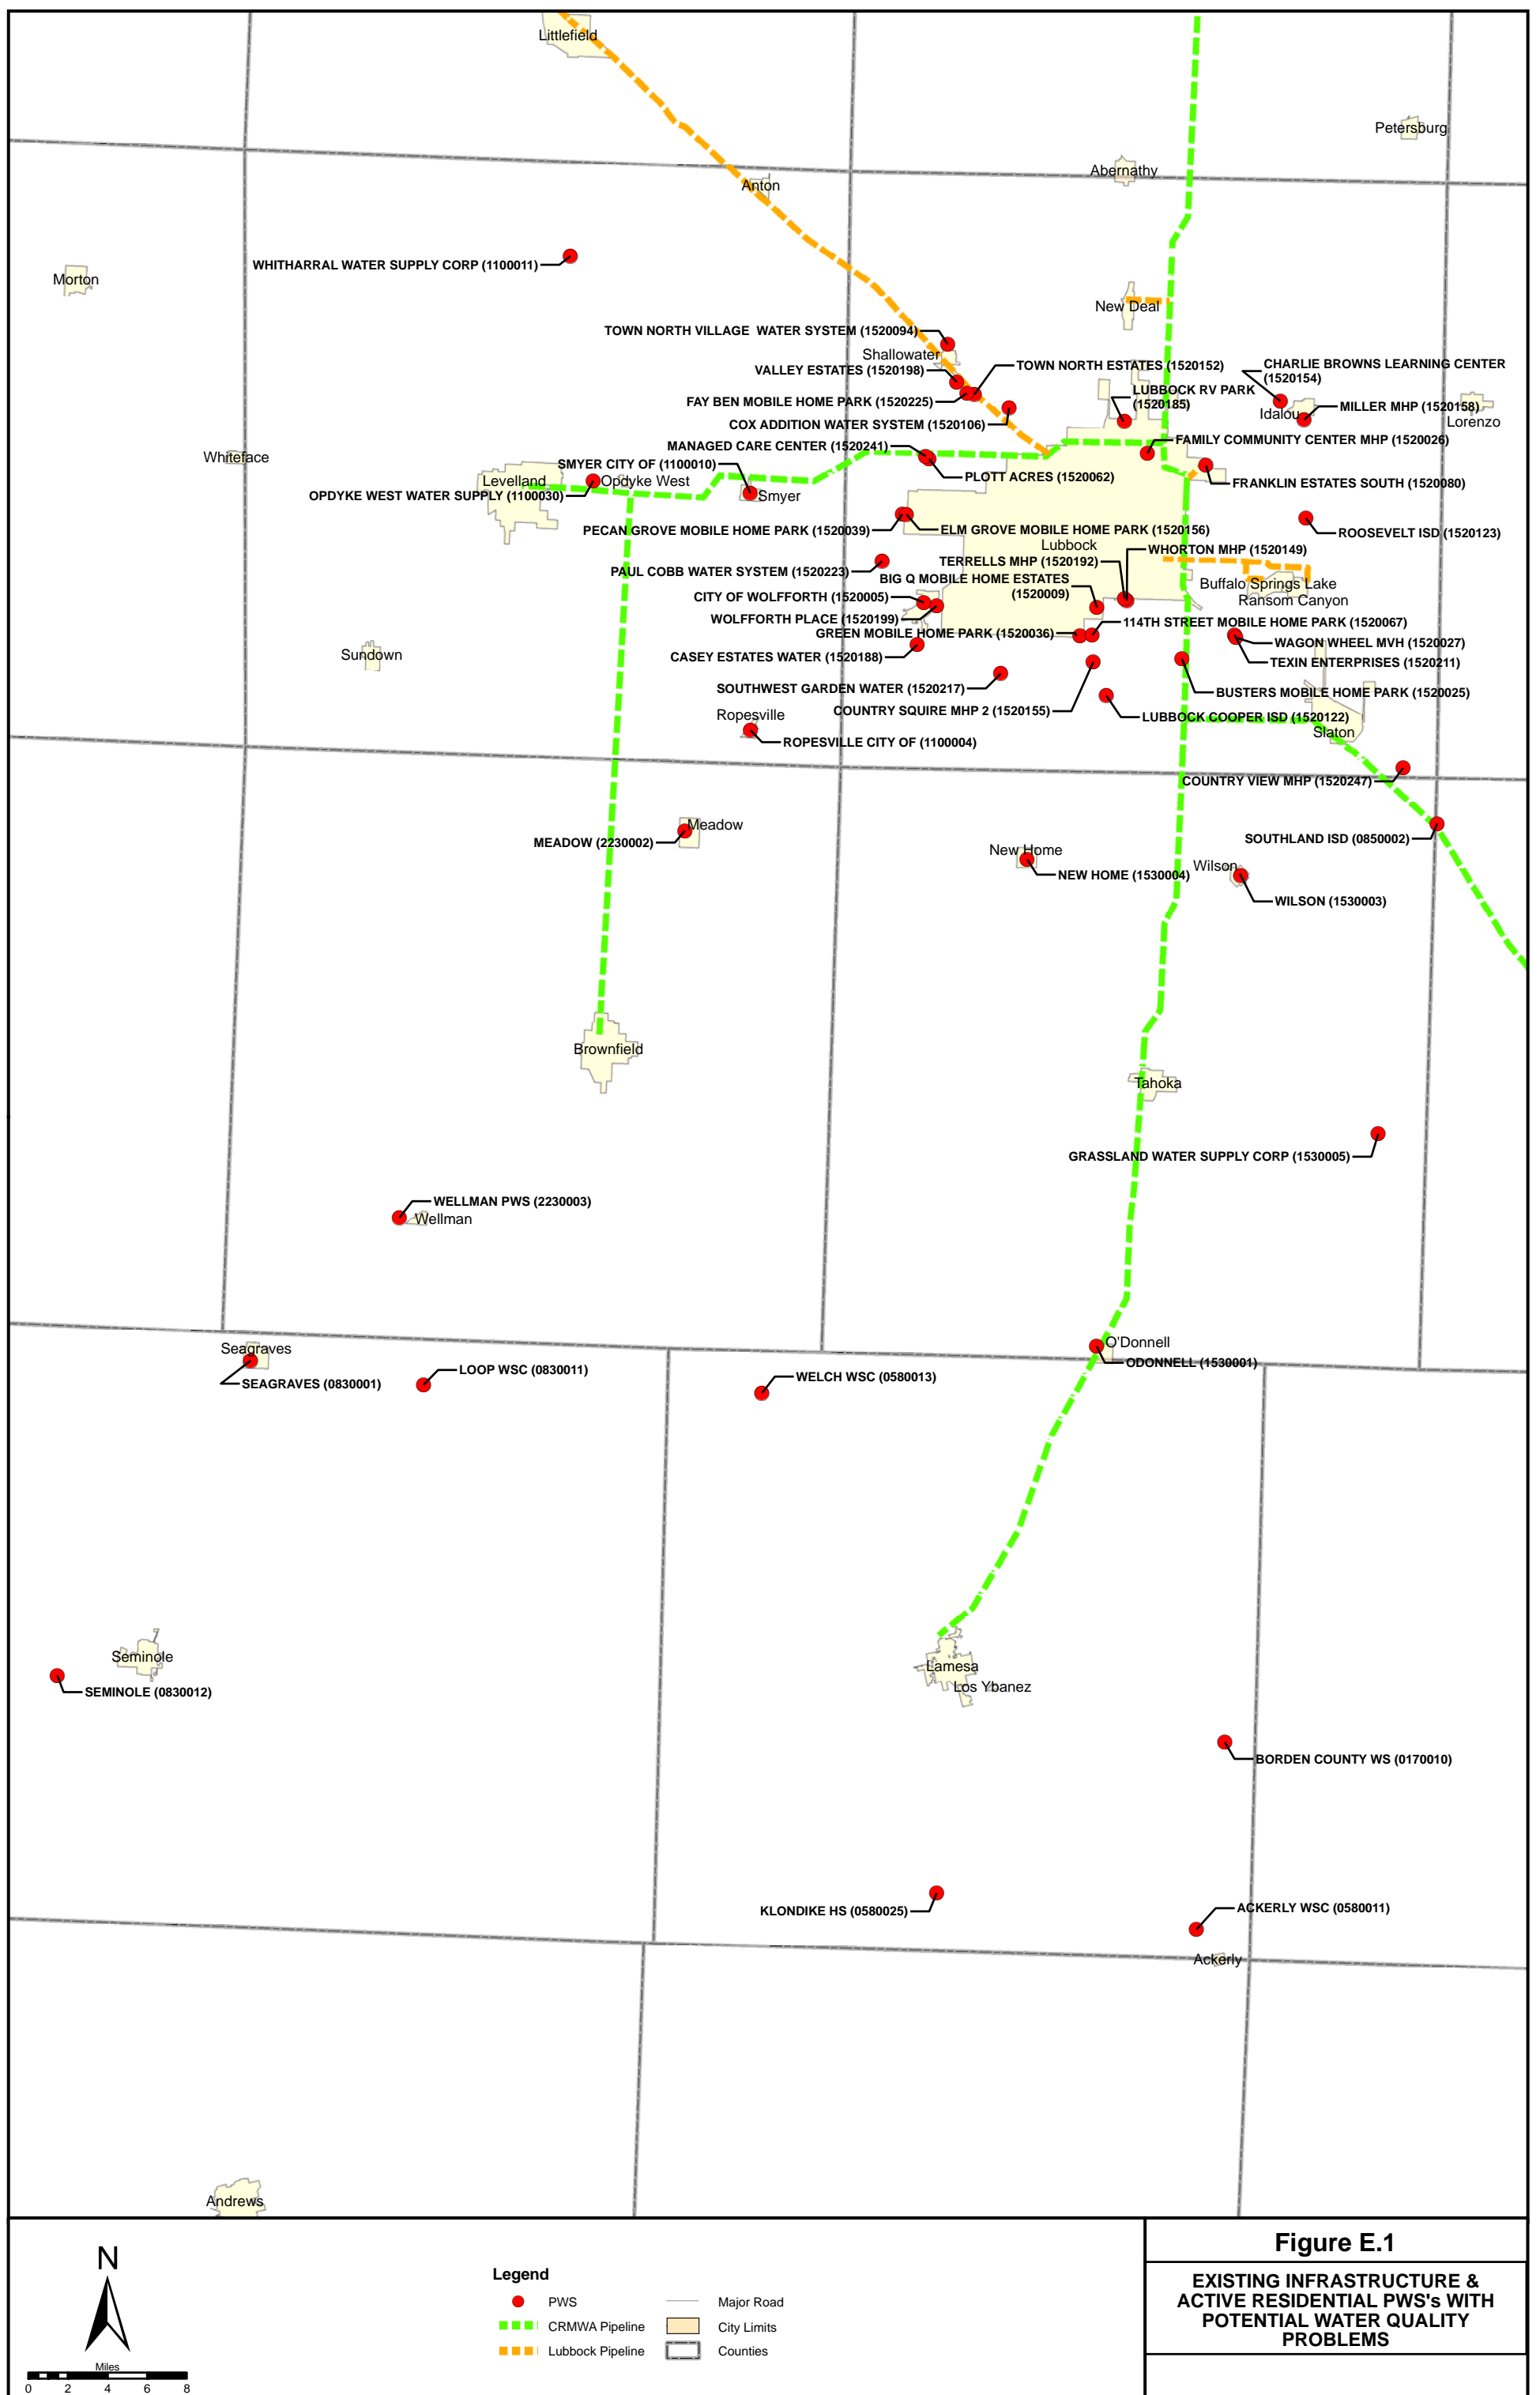 Littlefield
Petersburg
Abernathy
Anton
WHITHARRAL WATER SUPPLY CORP (1100011)
Morton
New Deal
TOWN NORTH VILLAGE  WATER SYSTEM (1520094)
Shallowater
VALLEY ESTATES (1520198)
TOWN NORTH ESTATES (1520152)
CHARLIE BROWNS LEARNING CENTER
(1520154)
FAY BEN MOBILE HOME PARK (1520225)
LUBBOCK RV PARK
(1520185)
Idalou
MILLER MHP (1520158)
Lorenzo
COX ADDITION WATER SYSTEM (1520106)
MANAGED CARE CENTER (1520241)
FAMILY COMMUNITY CENTER MHP (1520026)
Whiteface
SMYER CITY OF (1100010)
PLOTT ACRES (1520062)
FRANKLIN ESTATES SOUTH (1520080)
Levelland
Opdyke West
OPDYKE WEST WATER SUPPLY (1100030)
Smyer
PECAN GROVE MOBILE HOME PARK (1520039)
ELM GROVE MOBILE HOME PARK (1520156)
ROOSEVELT ISD (1520123)
Lubbock
WHORTON MHP (1520149)
TERRELLS MHP (1520192)
PAUL COBB WATER SYSTEM (1520223)
BIG Q MOBILE HOME ESTATES
(1520009)
Buffalo Springs Lake
Ransom Canyon
CITY OF WOLFFORTH (1520005)
WOLFFORTH PLACE (1520199)
114TH STREET MOBILE HOME PARK (1520067)
GREEN MOBILE HOME PARK (1520036)
WAGON WHEEL MVH (1520027)
Sundown
CASEY ESTATES WATER (1520188)
TEXIN ENTERPRISES (1520211)
SOUTHWEST GARDEN WATER (1520217)
BUSTERS MOBILE HOME PARK (1520025)
COUNTRY SQUIRE MHP 2 (1520155)
LUBBOCK COOPER ISD (1520122)
Ropesville
Slaton
ROPESVILLE CITY OF (1100004)
COUNTRY VIEW MHP (1520247)
Meadow
MEADOW (2230002)
SOUTHLAND ISD (0850002)
New Home
NEW HOME (1530004)
Wilson
WILSON (1530003)
Brownfield
Tahoka
GRASSLAND WATER SUPPLY CORP (1530005)
WELLMAN PWS (2230003)
Wellman
O'Donnell
ODONNELL (1530001)
Seagraves
SEAGRAVES (0830001)
LOOP WSC (0830011)
WELCH WSC (0580013)
Seminole
SEMINOLE (0830012)
Lamesa
Los Ybanez
BORDEN COUNTY WS (0170010)
KLONDIKE HS (0580025)
ACKERLY WSC (0580011)
Ackerly
Andrews
N
Miles
0 2 4 6 8
Legend
PWS
CRMWA Pipeline
Lubbock Pipeline
Major Road
City Limits
Counties
Figure E.1
EXISTING INFRASTRUCTURE &
ACTIVE RESIDENTIAL PWS's WITH
POTENTIAL WATER QUALITY
PROBLEMS